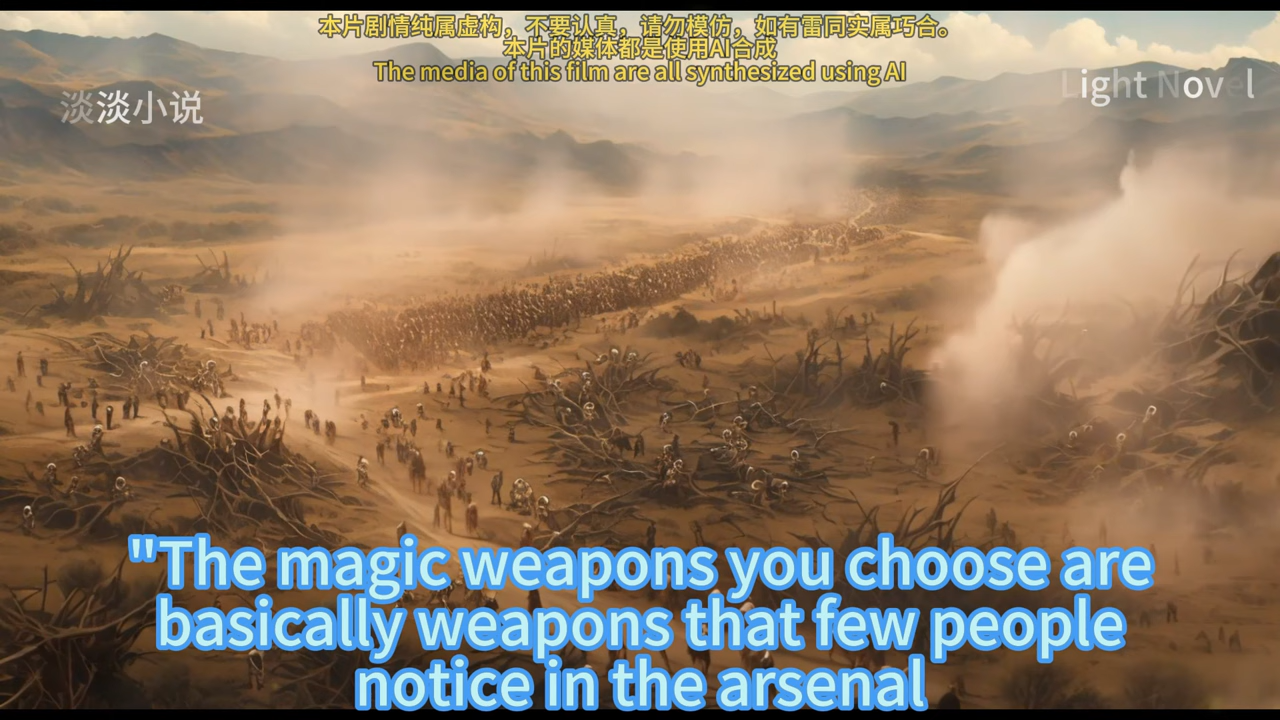 本片剧情纯属虚构，不要认真，请勿模仿，如有雷同实属巧合。
本片的媒体都是使用AI合成
The media of this film are all synthesized using AI
淡淡小说
Light Novel
"The magic weapons you choose are
basically weapons that few people
notice in the arsenal